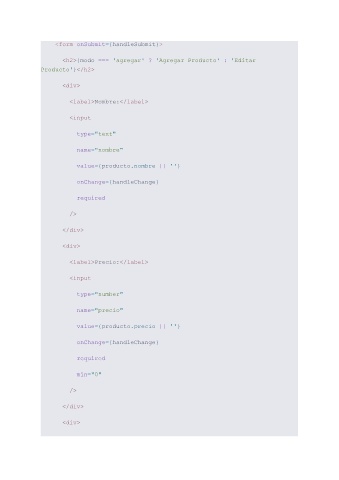 <form onSubmit={handleSubmit}>
<h2>{modo === 'agregar' ? 'Agregar Producto' : 'Editar
Producto'}</h2>
<div>
<label>Nombre:</label>
<input
type="text"
name="nombre"
value={producto.nombre || ''}
onChange={handleChange}
required
/>
</div>
<div>
<label>Precio:</label>
<input
type="number"
name="precio"
value={producto.precio || ''}
onChange={handleChange}
required
min="0"
/>
</div>
<div>